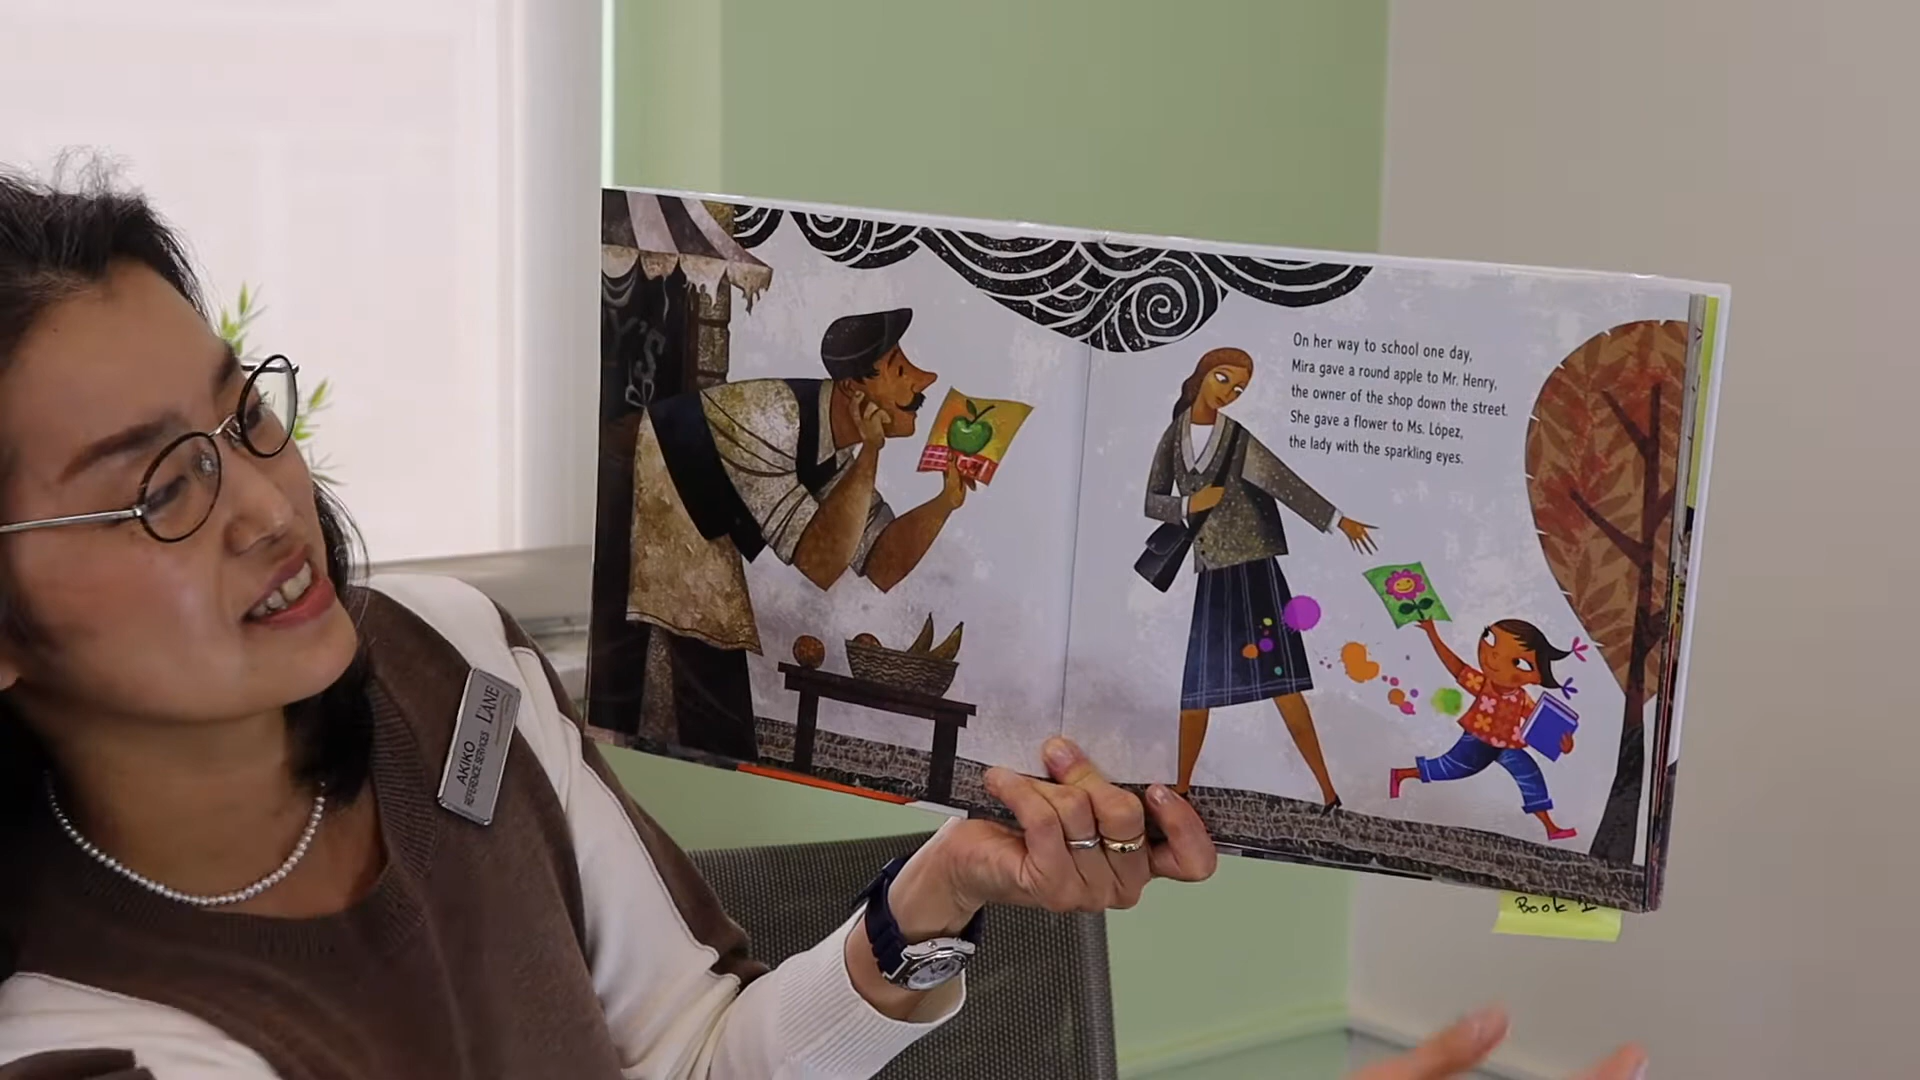 Y'S
On her way to school one day,
Mira gave a round apple to Mr. Henry,
the owner of the shop down the street.
She gave a flower to Ms. López,
the lady with the sparkling eyes.
LANE
AKIKO
REFERENCE SERVICES
Book 1